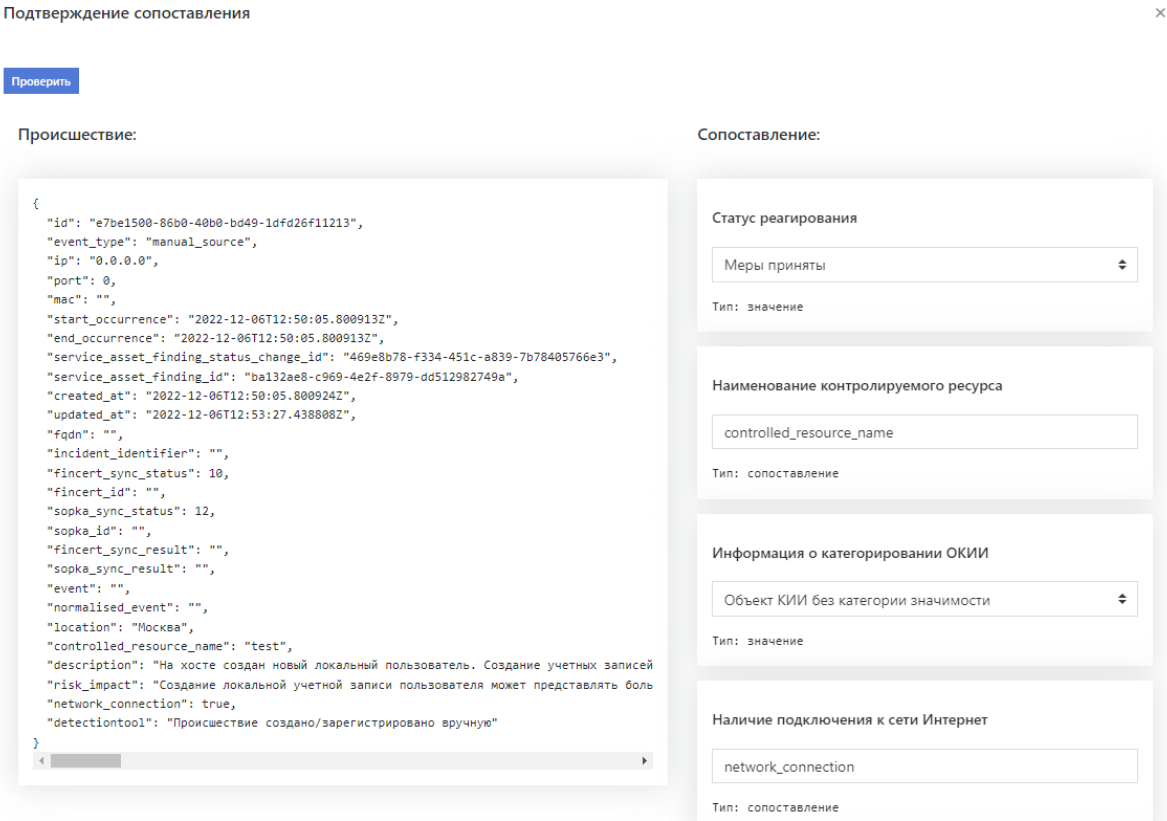 Подтверждение сопоставления
×
Проверить
Происшествие:
{
"id": "e7be1500-86b0-40b0-bd49-1dfd26f11213",
"event_type": "manual_source",
"ip": "0.0.0.0",
"port": 0,
"mac": "",
"start_occurrence": "2022-12-06T12:50:05.800913Z",
"end_occurrence": "2022-12-06T12:50:05.800913Z",
"service_asset_finding_status_change_id": "469e8b78-f334-451c-a839-7b78405766e3",
"service_asset_finding_id": "ba132ae8-c969-4e2f-8979-dd512982749a",
"created_at": "2022-12-06T12:50:05.800924Z",
"updated_at": "2022-12-06T12:53:27.438808Z",
"fqdn": "",
"incident_identifier": "",
"fincert_sync_status": 10,
"fincert_id": "",
"sopka_sync_status": 12,
"sopka_id": "",
"fincert_sync_result": "",
"sopka_sync_result": "",
"event": "",
"normalised_event": "",
"location": "Москва",
"controlled_resource_name": "test",
"description": "На хосте создан новый локальный пользователь. Создание учетных записей
"risk_impact": "Создание локальной учетной записи пользователя может представлять боль
"network_connection": true,
"detectiontool": "Происшествие создано/зарегистрировано вручную"
}
Сопоставление:
Статус реагирования
Меры приняты
Тип: значение
Наименование контролируемого ресурса
controlled_resource_name
Тип: сопоставление
Информация о категорировании ОКИИ
Объект КИИ без категории значимости
Тип: значение
Наличие подключения к сети Интернет
network_connection
Тип: сопоставление